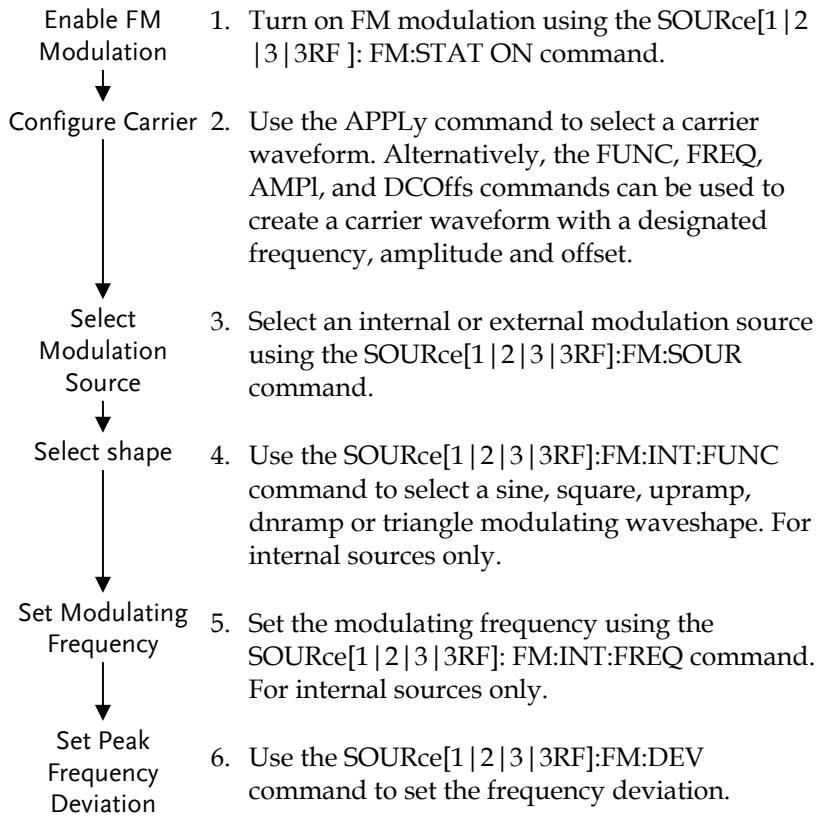 Enable FM
Modulation
1. Turn on FM modulation using the SOURce[1|2
|3|3RF ]: FM:STAT ON command.
Configure Carrier
2. Use the APPLy command to select a carrier
waveform. Alternatively, the FUNC, FREQ,
AMPl, and DCOffs commands can be used to
create a carrier waveform with a designated
frequency, amplitude and offset.
Select
Modulation
Source
3. Select an internal or external modulation source
using the SOURce[1|2|3|3RF]:FM:SOUR
command.
Select shape
4. Use the SOURce[1|2|3|3RF]:FM:INT:FUNC
command to select a sine, square, upramp,
dnramp or triangle modulating waveshape. For
internal sources only.
Set Modulating
Frequency
5. Set the modulating frequency using the
SOURce[1|2|3|3RF]: FM:INT:FREQ command.
For internal sources only.
Set Peak
Frequency
Deviation
6. Use the SOURce[1|2|3|3RF]:FM:DEV
command to set the frequency deviation.